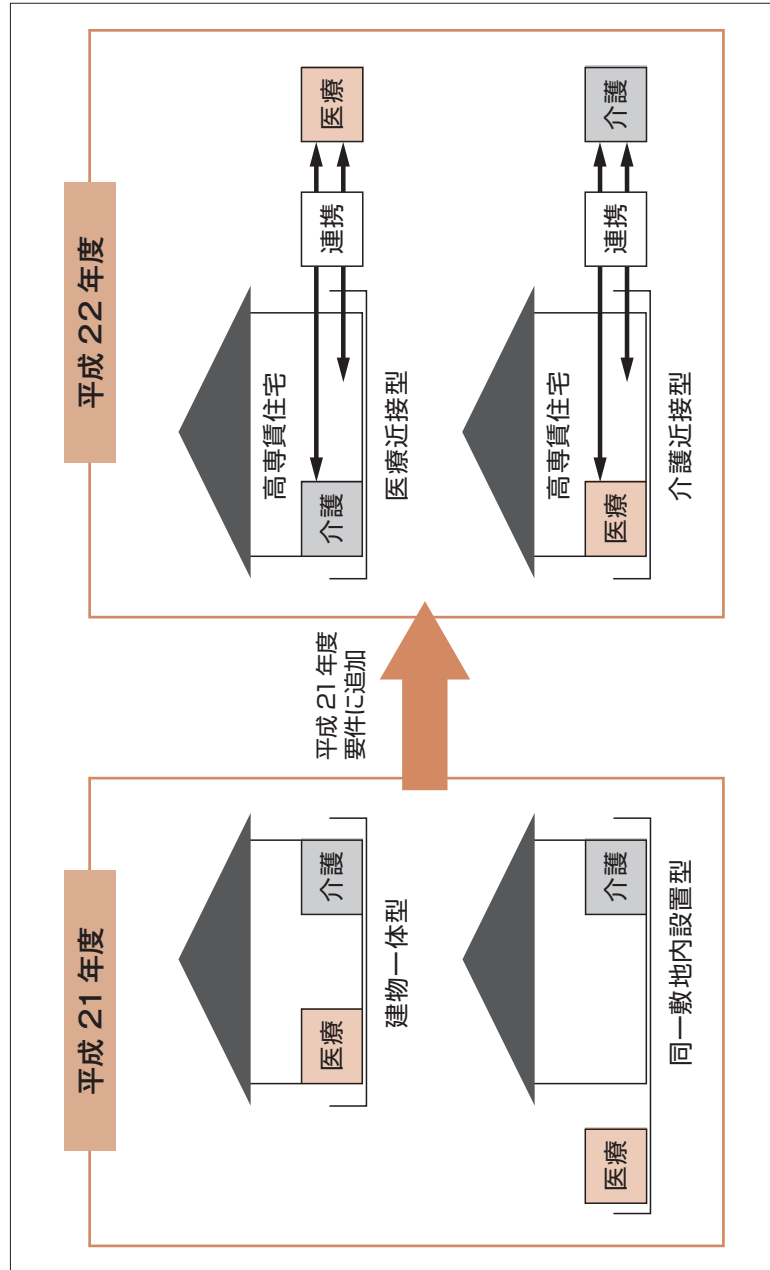 平成 21 年度
医療
介護
建物一体型
医療
介護
同一敷地内設置型
平成 21 年度
要件に追加
平成 22 年度
高専賃住宅
介護
連携
医療
医療近接型
高専賃住宅
医療
連携
介護
介護近接型